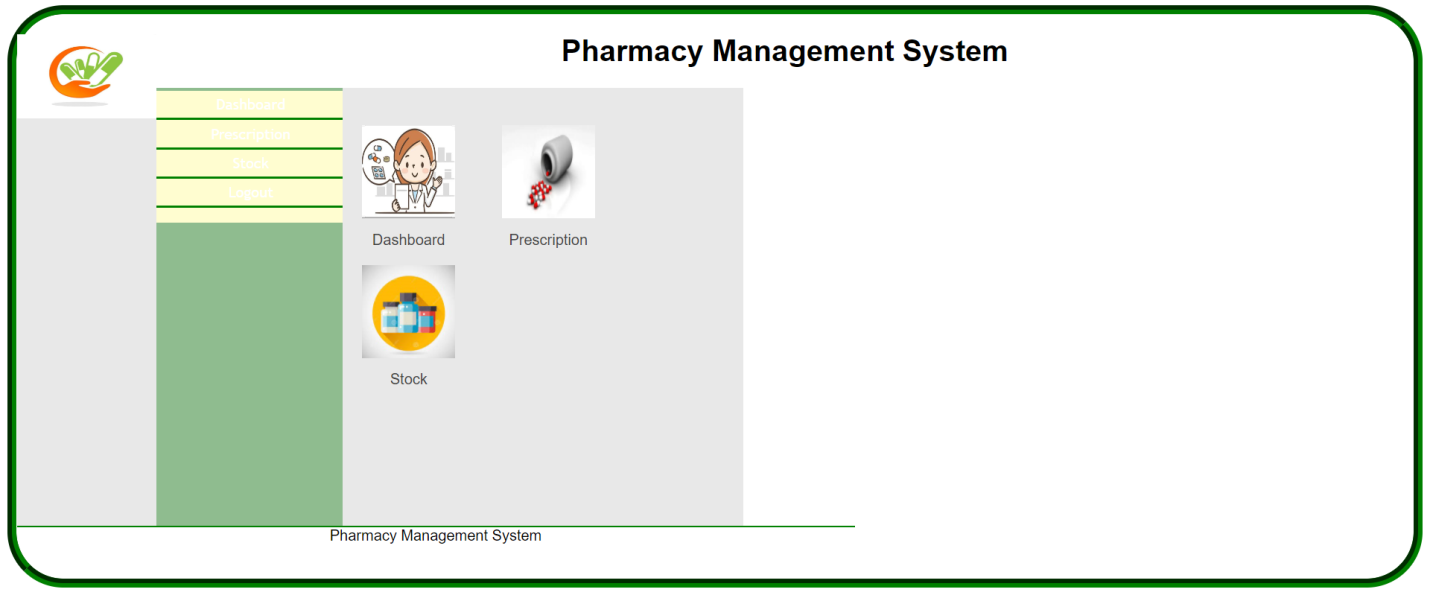 Pharmacy Management System
Dashboard
Prescription
Stock
Logout
Dashboard
Prescription
Stock
Pharmacy Management System